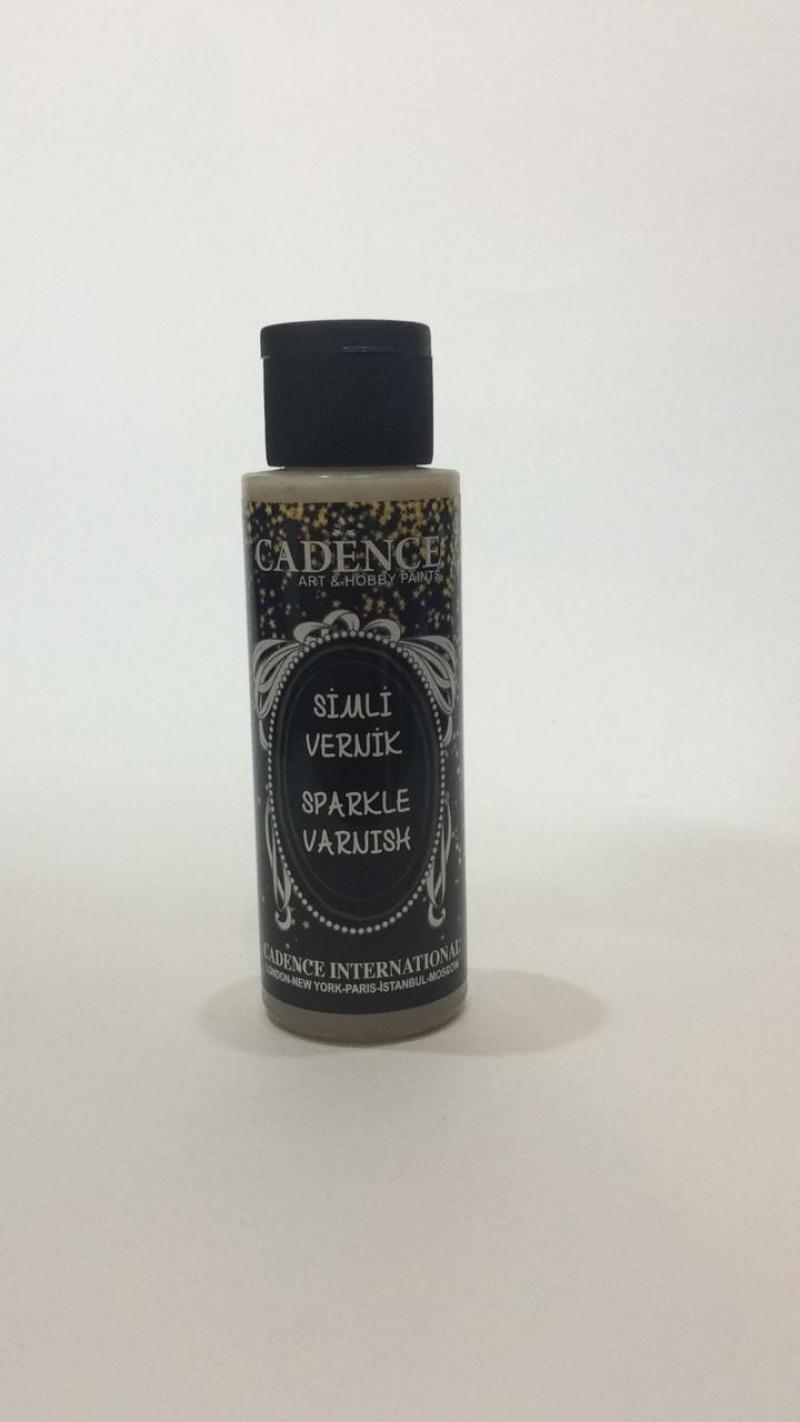 CADENCE
ART & HOBBY PAINTS
SİMLİ
VERNİK
SPARKLE
VARNISH
CADENCE INTERNATIONAL
LONDON-NEW YORK-PARIS-İSTANBUL-MOSCOW